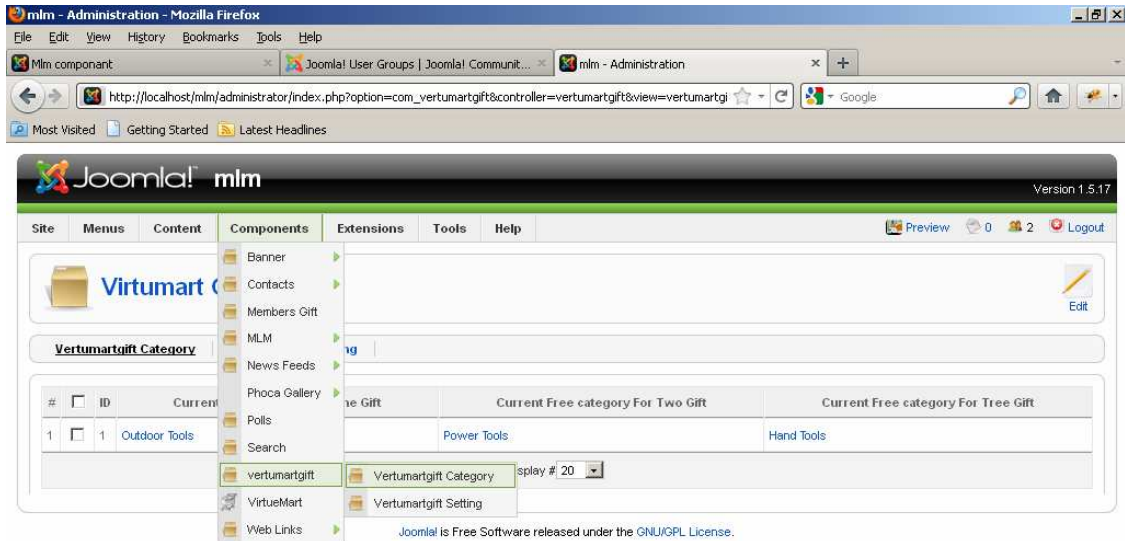 mlm - Administration - Mozilla Firefox
File Edit View History Bookmarks Tools Help
Mlm componant
Joomla! User Groups | Joomla! Communit...
mlm - Administration
http://localhost/mlm/administrator/index.php?option=com_vertumartgift&controller=vertumartgift&view=vertumartgi
Google
Most Visited Getting Started Latest Headlines
Joomla! mlm
Version 1.5.17
Site Menus Content Components Extensions Tools Help
Preview 0 2 Logout
Virtumart
Edit
Vertumartgift Category
# ID Current Free category For Two Gift Current Free category For Tree Gift
1 1 Outdoor Tools Power Tools Hand Tools
Banner
Contacts
Members Gift
MLM
News Feeds
Phoca Gallery
Polls
Search
vertumartgift
VirtueMart
Web Links
Vertumartgift Category
Vertumartgift Setting
# 20
Joomla! is Free Software released under the GNU/GPL License.